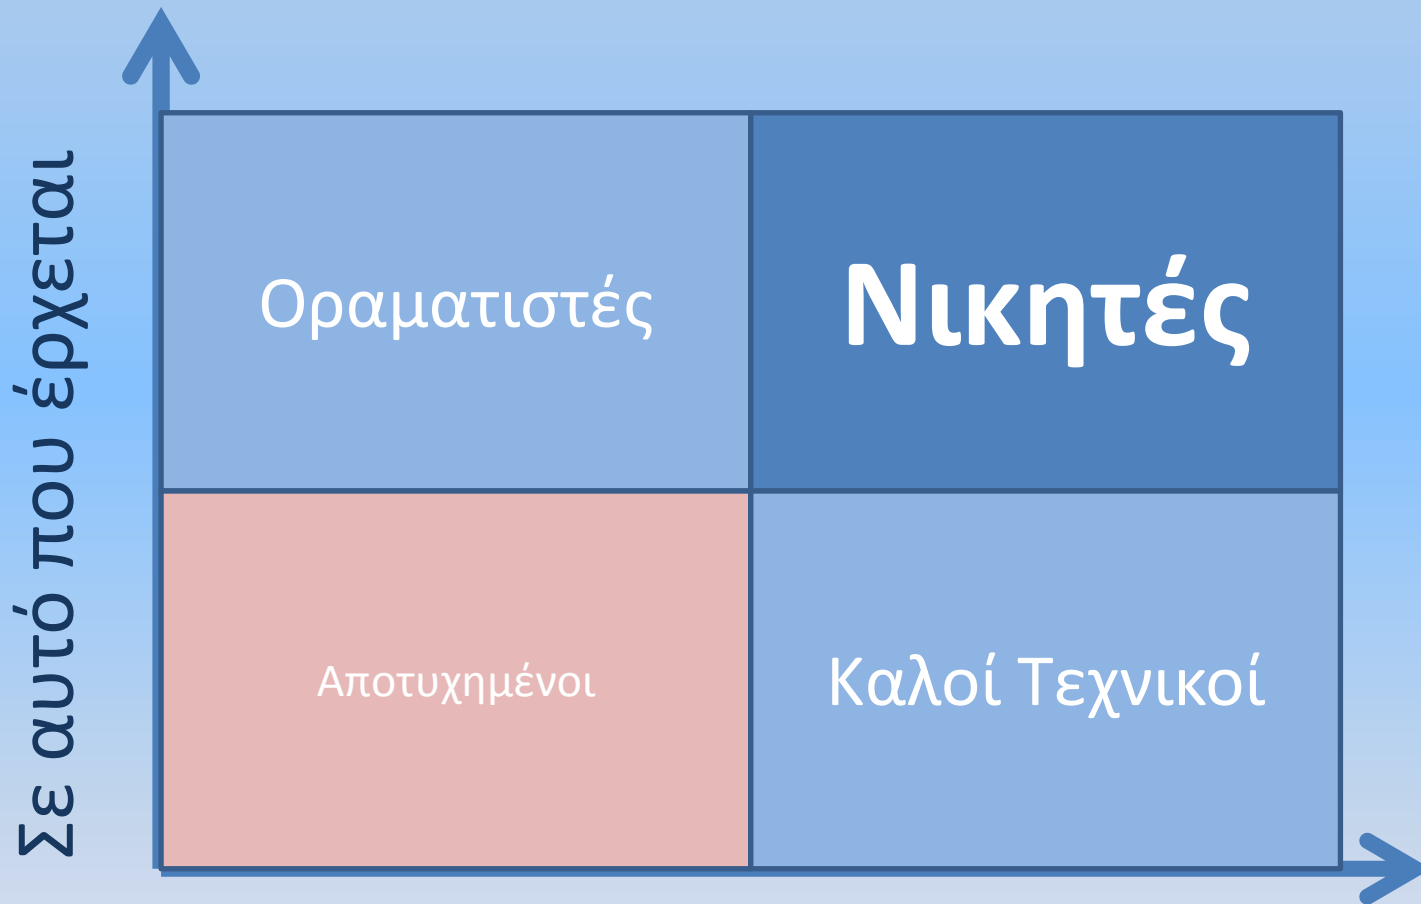 Σε αυτό που έρχεται
Οραματιστές
Νικητές
Αποτυχημένοι
Καλοί Τεχνικοί